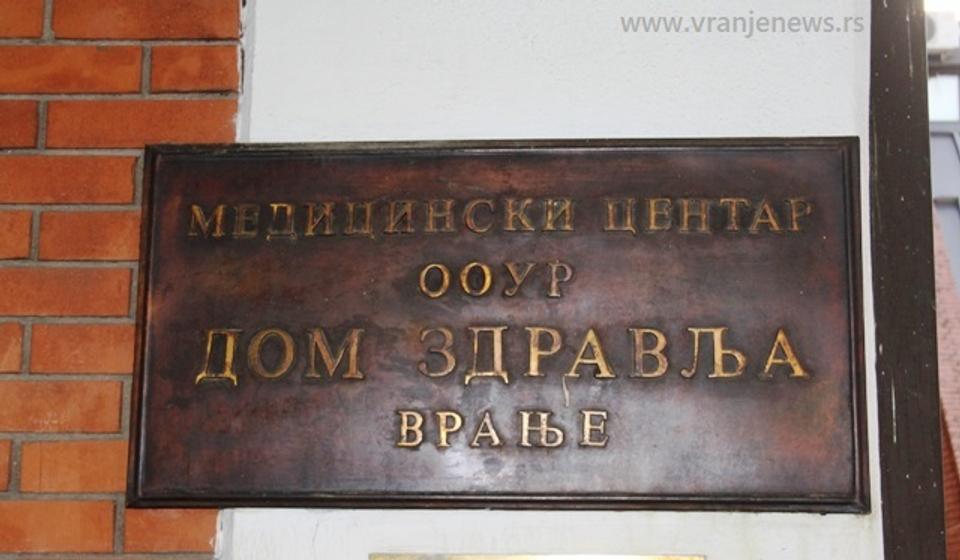 www.vranjenews.rs
МЕДИЦИНСКИ ЦЕНТАР
ООУР
ДОМ ЗДРАВЉА
ВРАЊЕ